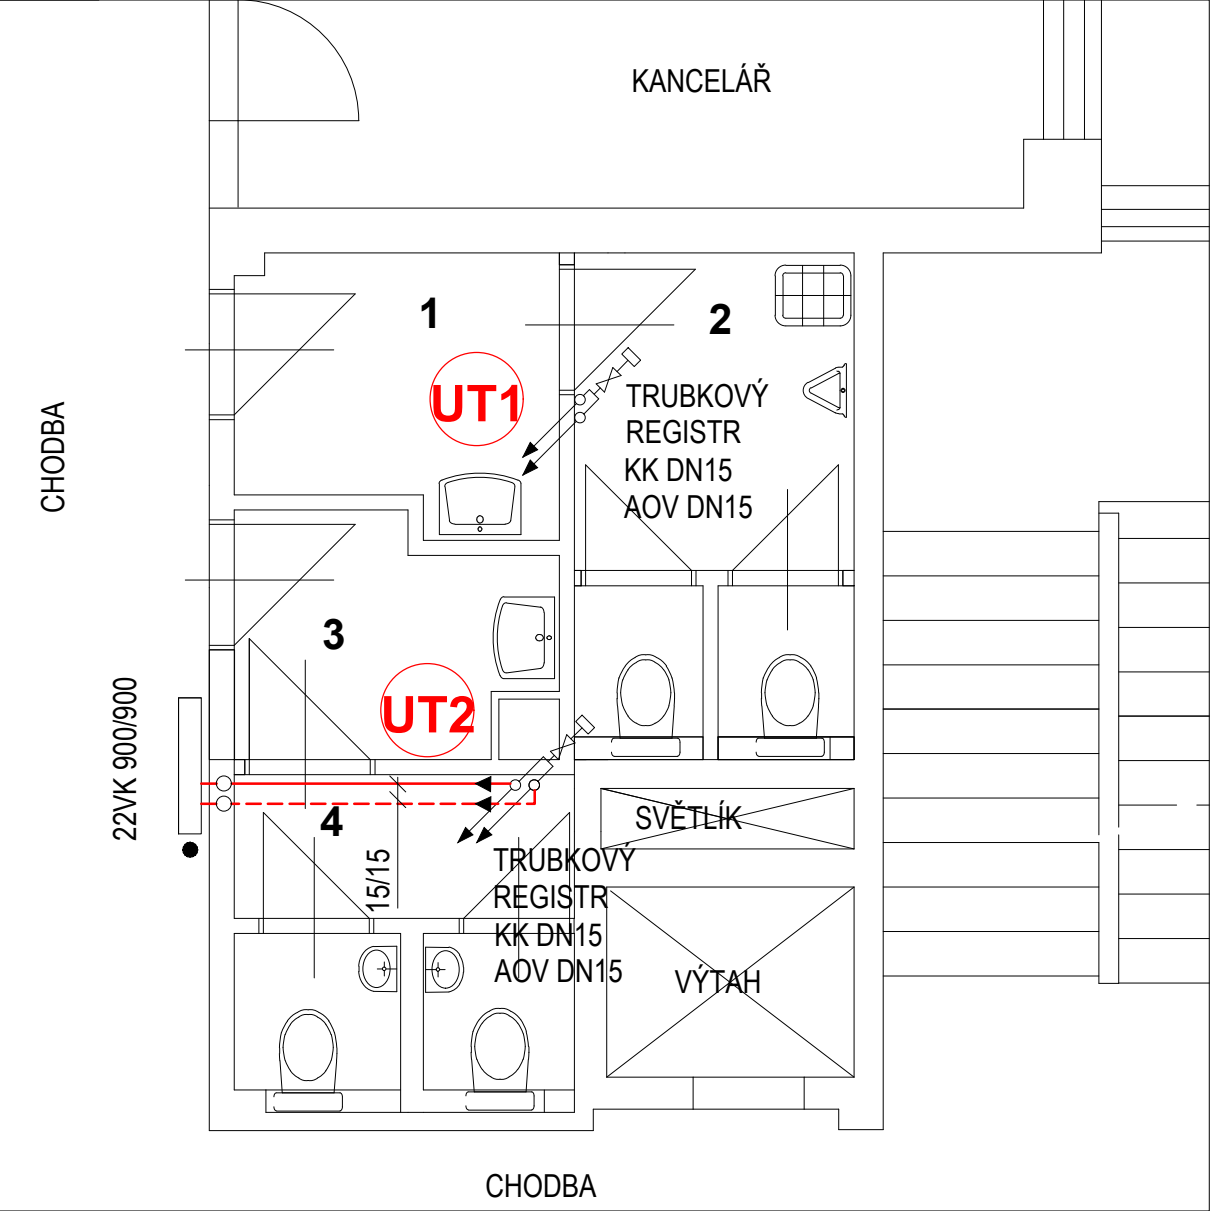 KANCELÁŘ
1
2
UT1
TRUBKOVÝ
REGISTR
KK DN15
AOV DN15
CHODBA
3
UT2
22VK 900/900
4
15/15
SVĚTLÍK
TRUBKOVÝ
REGISTR
KK DN15
AOV DN15
VÝTAH
CHODBA